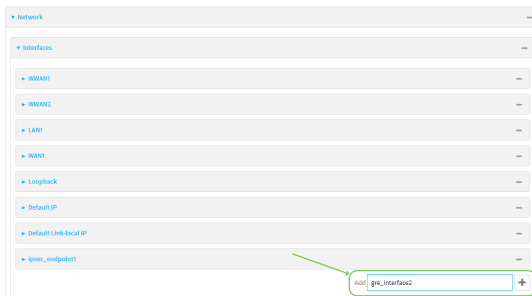 Network
Interfaces
WWAN1
WWAN2
LAN1
WAN1
Loopback
Default IP
Default Link-local IP
ipsec_endpoint1
Add gre_interface2